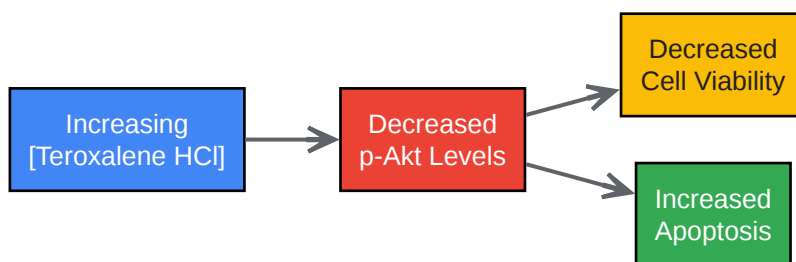 Increasing
[Teroxalene HCl]
Decreased
p-Akt Levels
Decreased
Cell Viability
Increased
Apoptosis